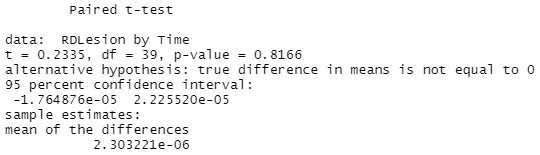 Paired t-test
data: RDLesion by Time
t = 0.2335, df = 39, p-value = 0.8166
alternative hypothesis: true difference in means is not equal to 0
95 percent confidence interval:
-1.764876e-05 2.225520e-05
sample estimates:
mean of the differences
2.303221e-06